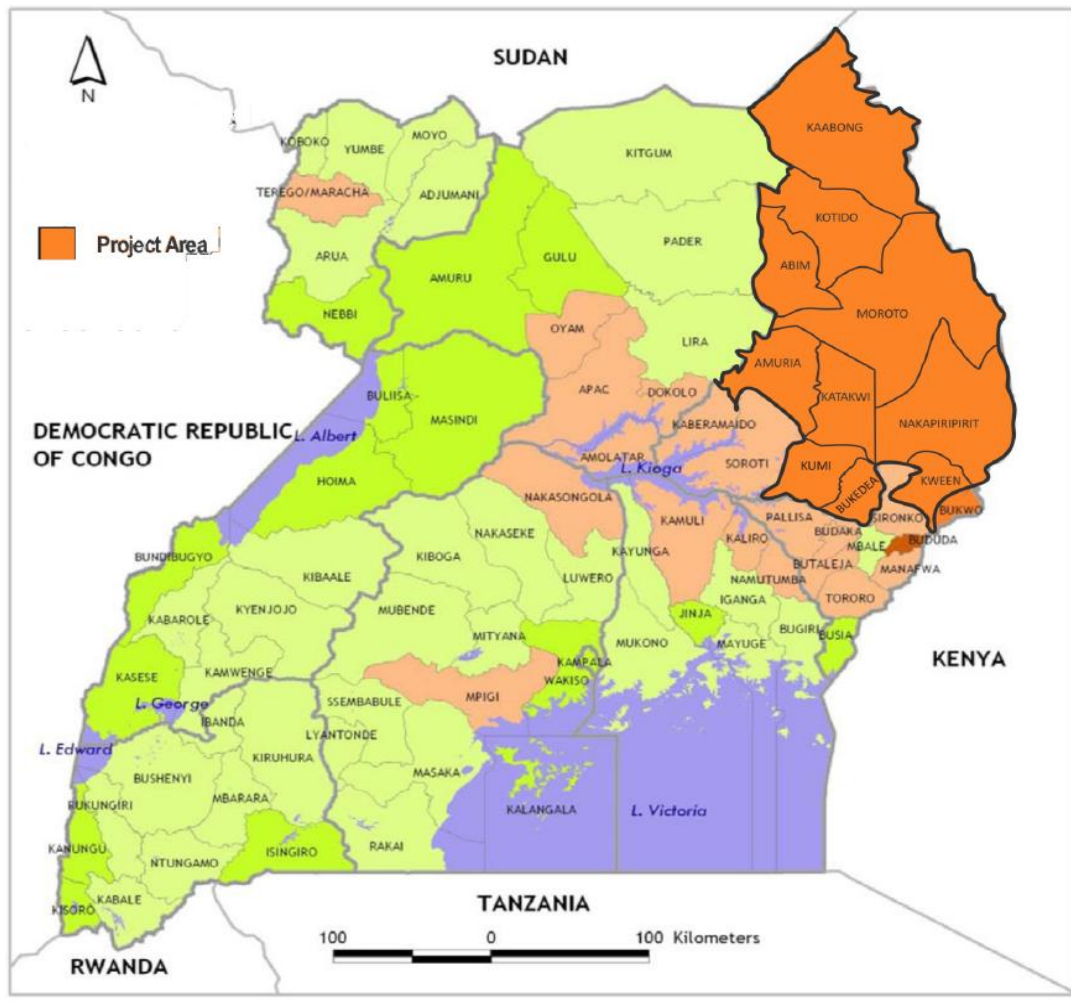 SUDAN
N
KAABONG
KOBOKO
YUMBE
MOYO
KITGUM
TEREGO/MARACHA
ADJUMANI
KOTIDO
Project Area
ARUA
PADER
ABIM
AMURU
GULU
NEBBI
MOROTO
OYAM
LIRA
AMURIA
BULIISA
APAC
DOKOLO
KATAKWI
MASINDI
KABERAMAIDO
NAKAPIRIPIRIT
DEMOCRATIC REPUBLIC
OF CONGO
L. Albert
AMOLATAR
L. Kioga
SOROTI
KUMI
HOIMA
BUKEDEA
KWEEN
NAKASONGOLA
BUKWO
KAMULI
PALLISA
SIRONKO
NAKASEKE
BUDAKA
BUDUDA
BUNDIBUGYO
KIBOGA
KAYUNGA
KALIRO
MBALE
KIBAALE
LUWERO
BUTALEJA
MANAFWA
NAMUTUMBA
KYENJOJO
MUBENDE
IGANGA
TORORO
KABAROLE
MITYANA
JINJA
BUGIRI
BUSIA
MUKONO
MAYUGE
KAMWENGE
KAMPALA
KENYA
KASESE
WAKISO
MPIGI
L. George
SSEMBABULE
IBANDA
LYANTONDE
L. Edward
KIRUHURA
BUSHENYI
MASAKA
MBARARA
RUKUNGIRI
KALANGALA
L. Victoria
KANUNGU
RAKAI
ISINGIRO
NTUNGAMO
KABALE
KISORO
TANZANIA
100 0 100 Kilometers
RWANDA